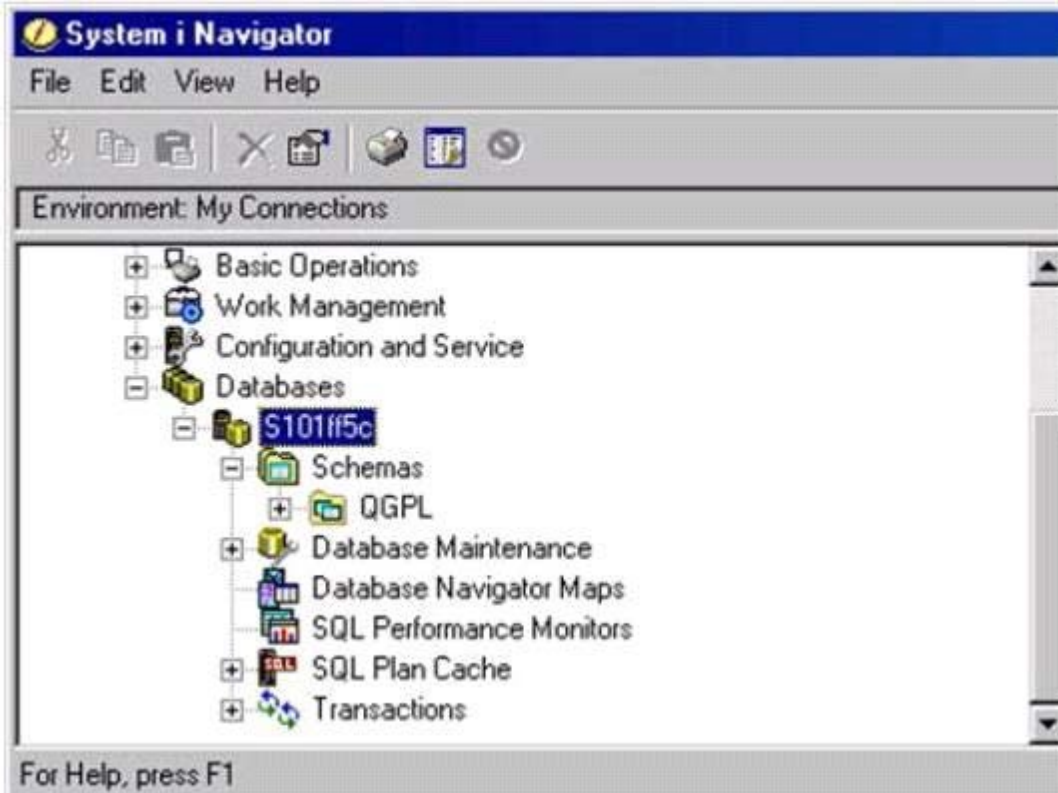 System i Navigator
File Edit View Help
Environment: My Connections
Basic Operations
Work Management
Configuration and Service
Databases
S101ff5c
Schemas
QGPL
Database Maintenance
Database Navigator Maps
SQL Performance Monitors
SQL SQL Plan Cache
Transactions
For Help, press F1